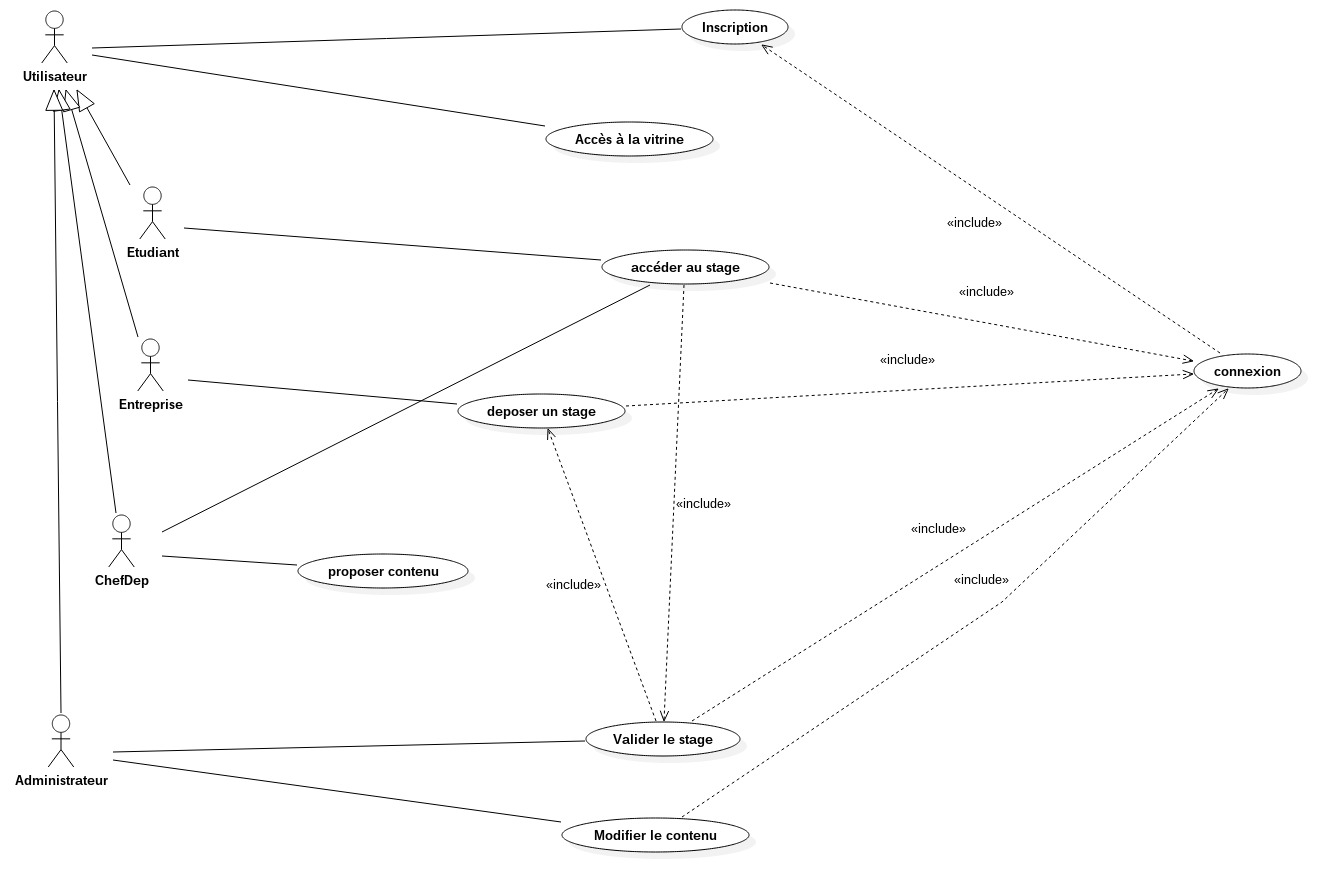 Inscription
Utilisateur
Accès à la vitrine
«include»
Etudiant
accéder au stage
«include»
«include»
connexion
Entreprise
deposer un stage
«include»
«include»
ChefDep
proposer contenu
«include»
«include»
Valider le stage
Administrateur
Modifier le contenu